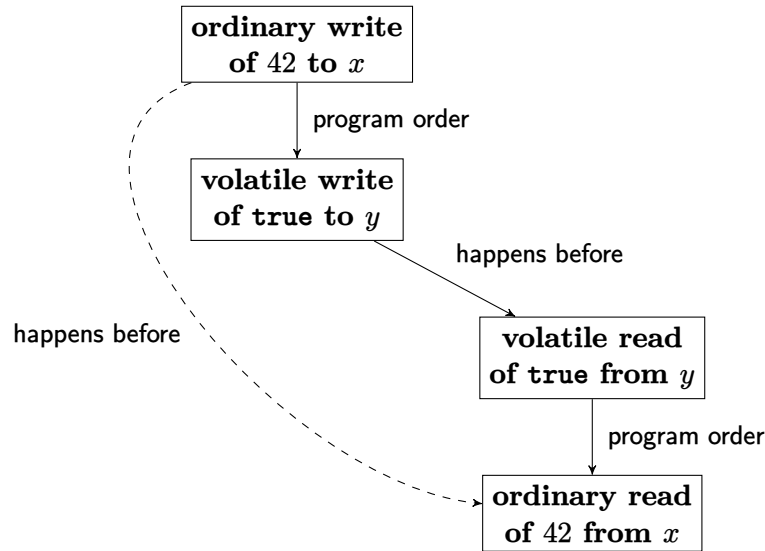 ordinary write
of 42 to x
program order
volatile write
of true to y
happens before
happens before
volatile read
of true from y
program order
ordinary read
of 42 from x